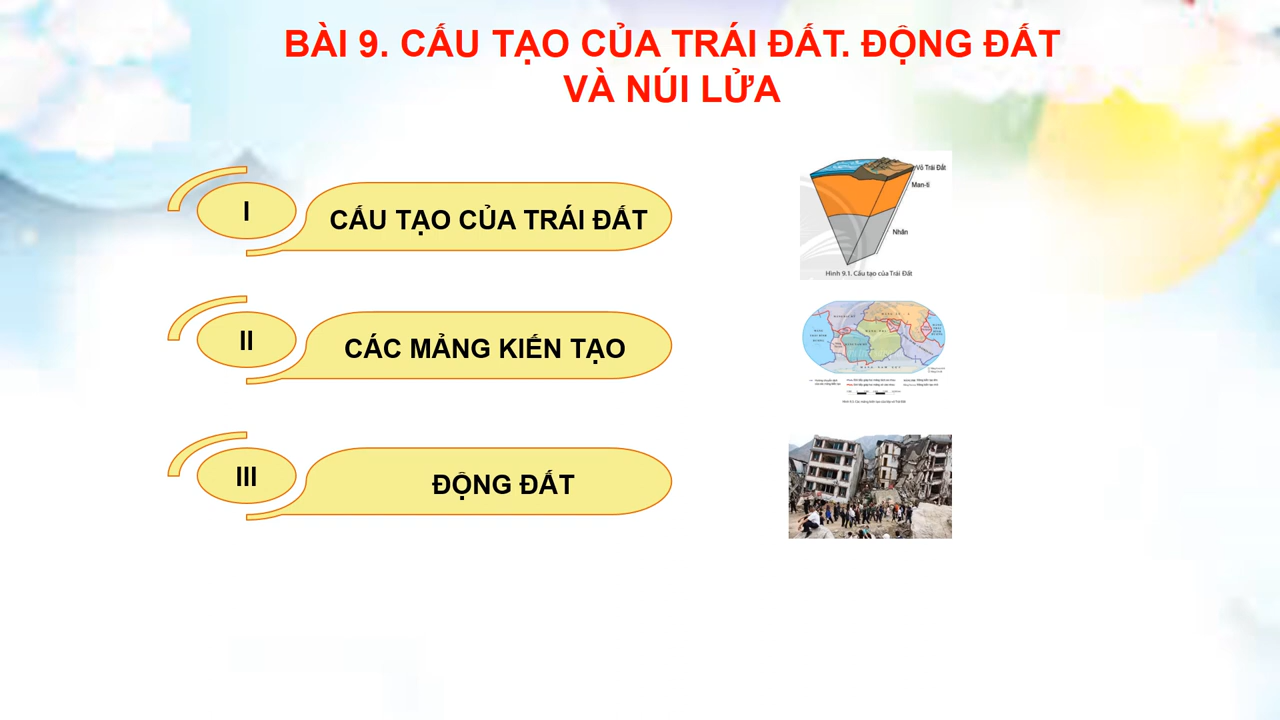 BÀI 9. CẤU TẠO CỦA TRÁI ĐẤT. ĐỘNG ĐẤT
VÀ NÚI LỬA
I
CẤU TẠO CỦA TRÁI ĐẤT
Vỏ Trái Đất
Man-ti
Nhân
Hình 9.1. Cấu tạo của Trái Đất
II
CÁC MẢNG KIẾN TẠO
III
ĐỘNG ĐẤT